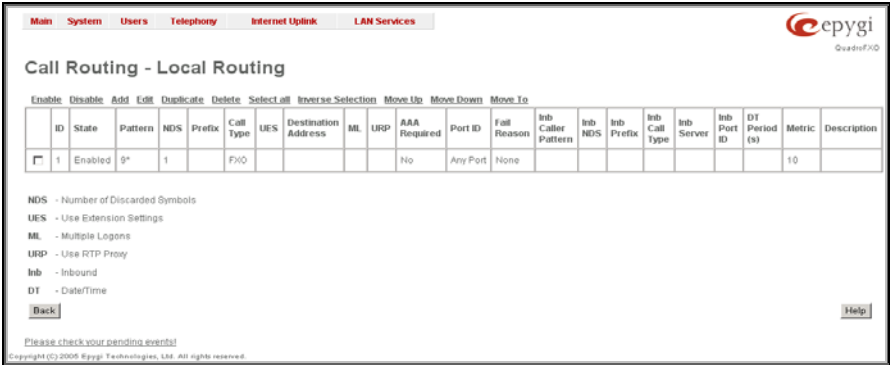 Main System Users Telephony Internet Uplink LAN Services
epygi
QuadroFXO
Call Routing - Local Routing
Enable Disable Add Edit Duplicate Delete Select all Inverse Selection Move Up Move Down Move To
ID State Pattern NDS Prefix Call Type UES Destination Address ML URP AAA Required Port ID Fail Reason Inb Caller Pattern Inb NDS Inb Prefix Inb Call Type Inb Server Inb Port ID DT Period (s) Metric Description
1 Enabled 9* 1 FXO No Any Port None 10
NDS - Number of Discarded Symbols
UES - Use Extension Settings
ML - Multiple Logons
URP - Use RTP Proxy
Inb - Inbound
DT - Date/Time
Back Help
Please check your pending events!
Copyright (C) 2005 Epygi Technologies, Ltd. All rights reserved.